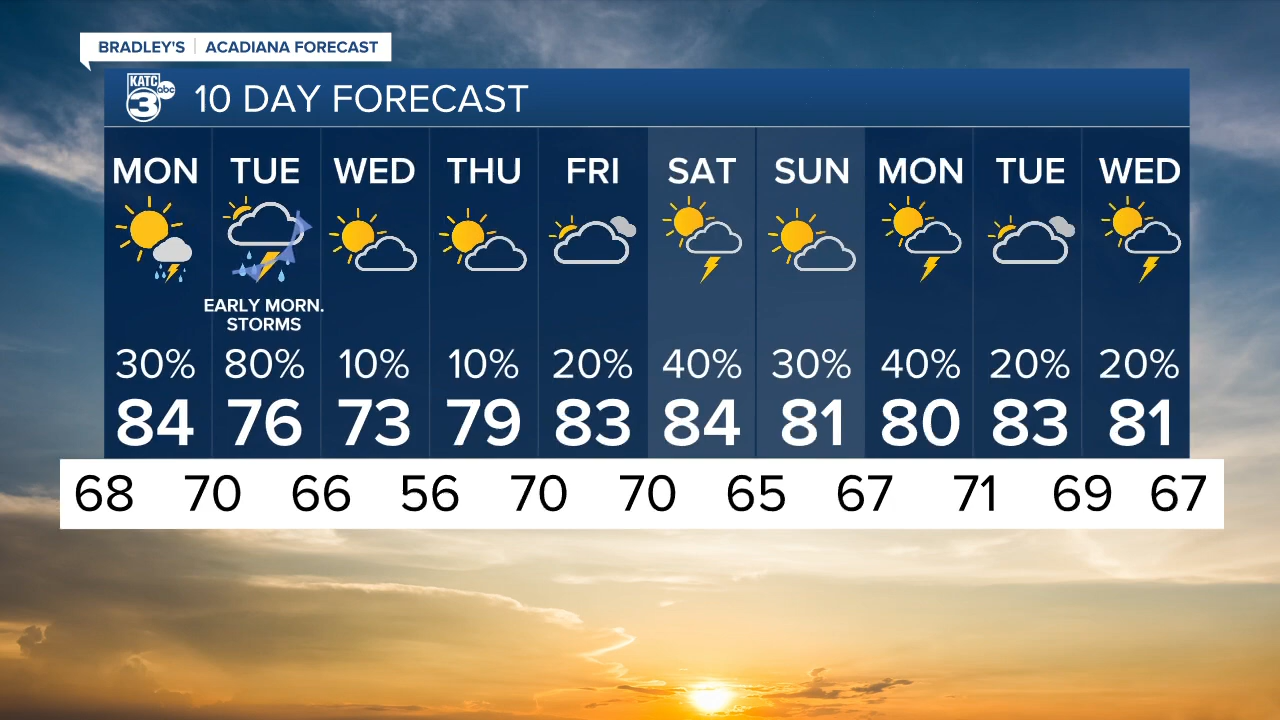 BRADLEY'S | ACADIANA FORECAST
KATC abc 3
10 DAY FORECAST
MON TUE WED THU FRI SAT SUN MON TUE WED
EARLY MORN.
STORMS
30% 80% 10% 10% 20% 40% 30% 40% 20% 20%
84 76 73 79 83 84 81 80 83 81
68 70 66 56 70 70 65 67 71 69 67